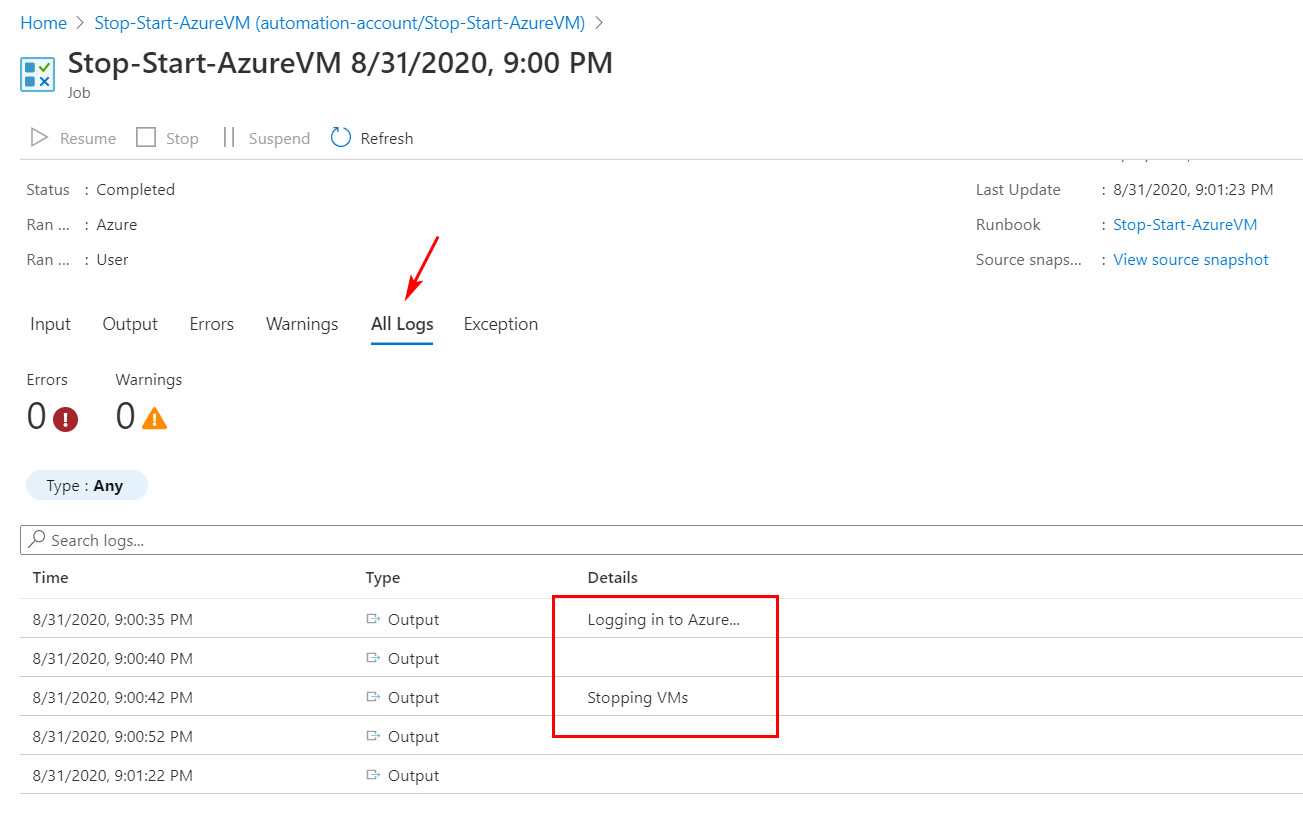 Home > Stop-Start-AzureVM (automation-account/Stop-Start-AzureVM) >
Stop-Start-AzureVM 8/31/2020, 9:00 PM
Job
Resume Stop Suspend Refresh
Status : Completed
Last Update : 8/31/2020, 9:01:23 PM
Ran ... : Azure
Runbook : Stop-Start-AzureVM
Ran ... : User
Source snaps... : View source snapshot
Input Output Errors Warnings All Logs Exception
Errors Warnings
0 0
Type : Any
Search logs...
Time Type Details
8/31/2020, 9:00:35 PM Output Logging in to Azure...
8/31/2020, 9:00:40 PM Output
8/31/2020, 9:00:42 PM Output Stopping VMs
8/31/2020, 9:00:52 PM Output
8/31/2020, 9:01:22 PM Output